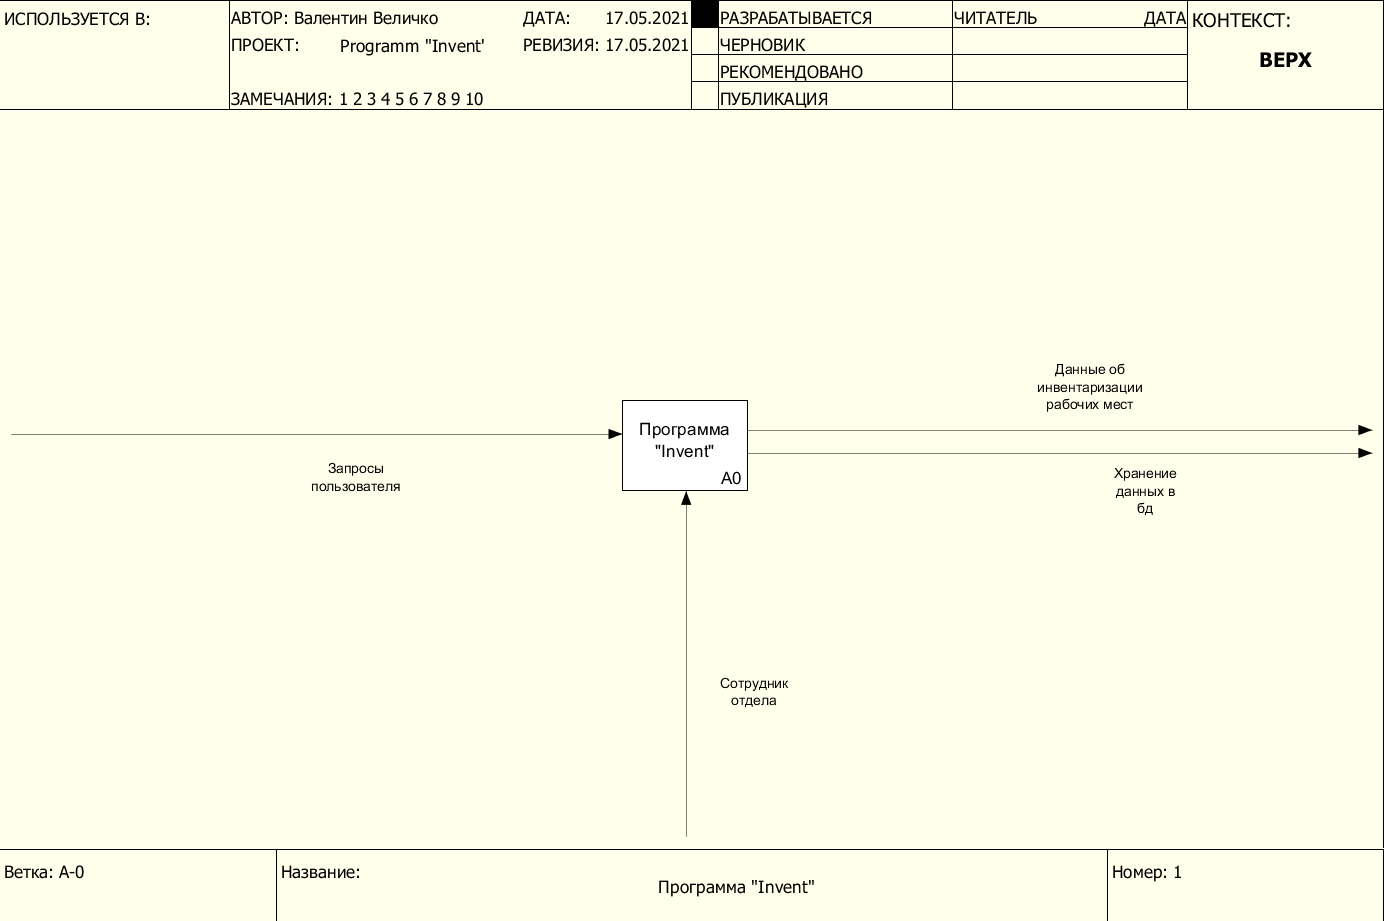 ИСПОЛЬЗУЕТСЯ В:
АВТОР: Валентин Величко
ДАТА: 17.05.2021
ПРОЕКТ: Programm "Invent'
РЕВИЗИЯ: 17.05.2021
ЗАМЕЧАНИЯ: 1 2 3 4 5 6 7 8 9 10
РАЗРАБАТЫВАЕТСЯ
ЧЕРНОВИК
РЕКОМЕНДОВАНО
ПУБЛИКАЦИЯ
ЧИТАТЕЛЬ ДАТА
КОНТЕКСТ:
ВЕРХ
Данные об
инвентаризации
рабочих мест
Программа
"Invent"
A0
Запросы
пользователя
Хранение
данных в
бд
Сотрудник
отдела
Ветка: A-0
Название:
Программа "Invent"
Номер: 1